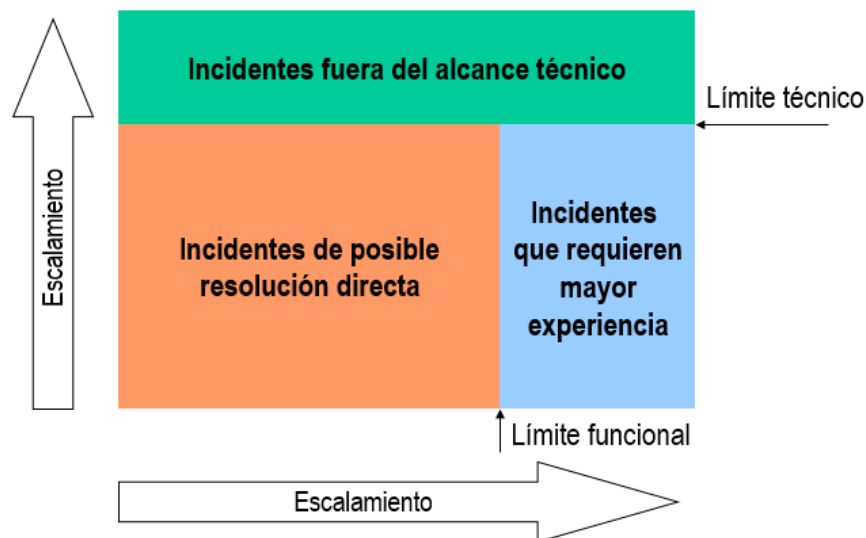 Incidentes fuera del alcance técnico
Límite técnico
Escalamiento
Incidentes de posible
resolución directa
Incidentes
que requieren
mayor
experiencia
Límite funcional
Escalamiento